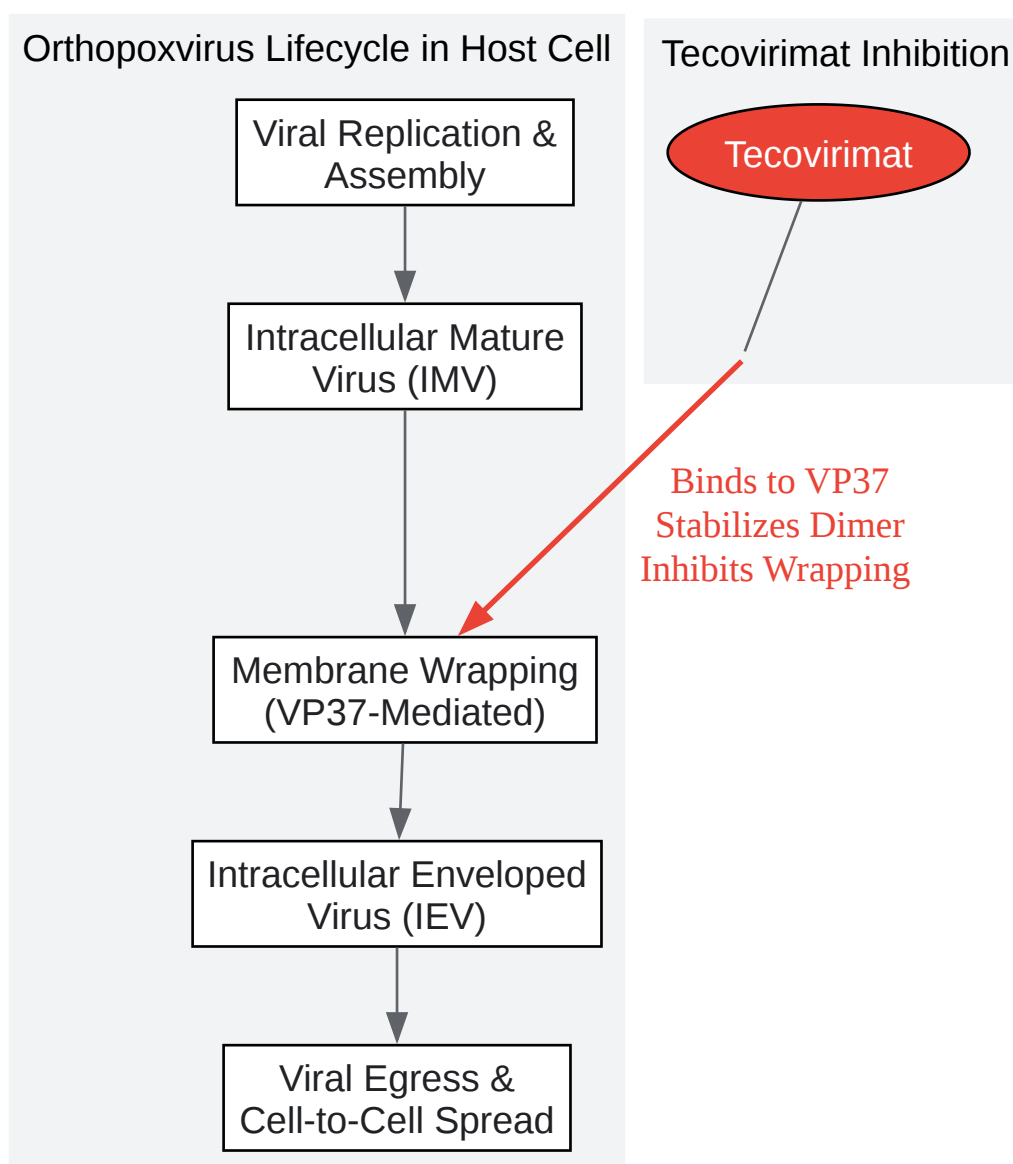 Orthopoxvirus Lifecycle in Host Cell
Viral Replication &
Assembly
Intracellular Mature
Virus (IMV)
Membrane Wrapping
(VP37-Mediated)
Intracellular Enveloped
Virus (IEV)
Viral Egress &
Cell-to-Cell Spread
Tecovirimat Inhibition
Tecovirimat
Binds to VP37
Stabilizes Dimer
Inhibits Wrapping